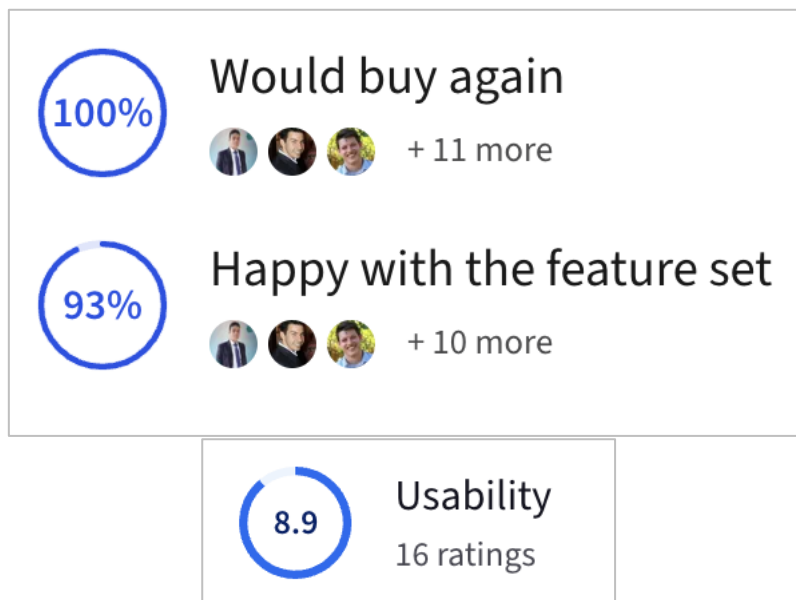 100%
Would buy again
+ 11 more
93%
Happy with the feature set
+ 10 more
8.9
Usability
16 ratings